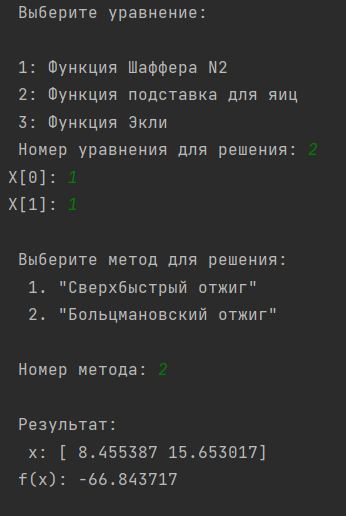 Выберите уравнение:
1: Функция Шаффера N2
2: Функция подставка для яиц
3: Функция Экли
Номер уравнения для решения: 2
X[0]: 1
X[1]: 1
Выберите метод для решения:
1. "Сверхбыстрый отжиг"
2. "Больцмановский отжиг"
Номер метода: 2
Результат:
x: [ 8.455387 15.653017]
f(x): -66.843717